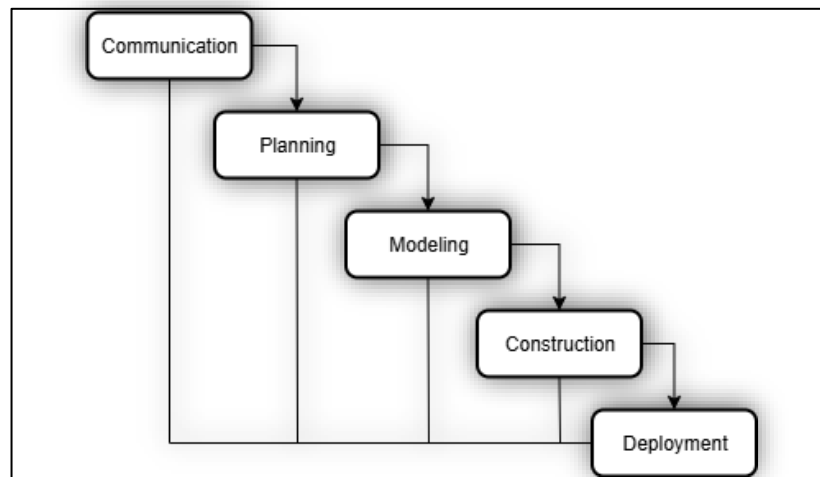 Communication
Planning
Modeling
Construction
Deployment